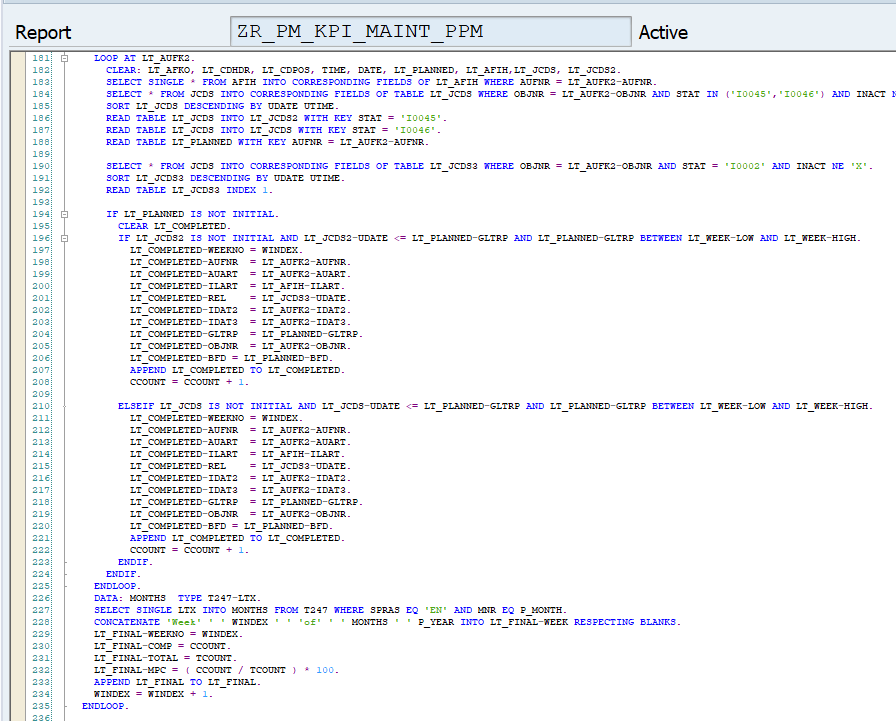 Report ZR_PM_KPI_MAINT_PPM Active
181 LOOP AT LT_AUFK2.
182 CLEAR: LT_AFKO, LT_CDHDR, LT_CDPOS, TIME, DATE, LT_PLANNED, LT_AFIH,LT_JCDS, LT_JCDS2.
183 SELECT SINGLE * FROM AFIH INTO CORRESPONDING FIELDS OF LT_AFIH WHERE AUFNR = LT_AUFK2-AUFNR.
184 SELECT * FROM JCDS INTO CORRESPONDING FIELDS OF TABLE LT_JCDS WHERE OBJNR = LT_AUFK2-OBJNR AND STAT IN ('I0045','I0046') AND INACT N
185 SORT LT_JCDS DESCENDING BY UDATE UTIME.
186 READ TABLE LT_JCDS INTO LT_JCDS2 WITH KEY STAT = 'I0045'.
187 READ TABLE LT_JCDS INTO LT_JCDS WITH KEY STAT = 'I0046'.
188 READ TABLE LT_PLANNED WITH KEY AUFNR = LT_AUFK2-AUFNR.
189
190 SELECT * FROM JCDS INTO CORRESPONDING FIELDS OF TABLE LT_JCDS3 WHERE OBJNR = LT_AUFK2-OBJNR AND STAT = 'I0002' AND INACT NE 'X'.
191 SORT LT_JCDS3 DESCENDING BY UDATE UTIME.
192 READ TABLE LT_JCDS3 INDEX 1.
193
194 IF LT_PLANNED IS NOT INITIAL.
195 CLEAR LT_COMPLETED.
196 IF LT_JCDS2 IS NOT INITIAL AND LT_JCDS2-UDATE <= LT_PLANNED-GLTRP AND LT_PLANNED-GLTRP BETWEEN LT_WEEK-LOW AND LT_WEEK-HIGH.
197 LT_COMPLETED-WEEKNO = WINDEX.
198 LT_COMPLETED-AUFNR = LT_AUFK2-AUFNR.
199 LT_COMPLETED-AUART = LT_AUFK2-AUART.
200 LT_COMPLETED-ILART = LT_AFIH-ILART.
201 LT_COMPLETED-REL = LT_JCDS3-UDATE.
202 LT_COMPLETED-IDAT2 = LT_AUFK2-IDAT2.
203 LT_COMPLETED-IDAT3 = LT_AUFK2-IDAT3.
204 LT_COMPLETED-GLTRP = LT_PLANNED-GLTRP.
205 LT_COMPLETED-OBJNR = LT_AUFK2-OBJNR.
206 LT_COMPLETED-BFD = LT_PLANNED-BFD.
207 APPEND LT_COMPLETED TO LT_COMPLETED.
208 CCOUNT = CCOUNT + 1.
209
210 ELSEIF LT_JCDS IS NOT INITIAL AND LT_JCDS-UDATE <= LT_PLANNED-GLTRP AND LT_PLANNED-GLTRP BETWEEN LT_WEEK-LOW AND LT_WEEK-HIGH.
211 LT_COMPLETED-WEEKNO = WINDEX.
212 LT_COMPLETED-AUFNR = LT_AUFK2-AUFNR.
213 LT_COMPLETED-AUART = LT_AUFK2-AUART.
214 LT_COMPLETED-ILART = LT_AFIH-ILART.
215 LT_COMPLETED-REL = LT_JCDS3-UDATE.
216 LT_COMPLETED-IDAT2 = LT_AUFK2-IDAT2.
217 LT_COMPLETED-IDAT3 = LT_AUFK2-IDAT3.
218 LT_COMPLETED-GLTRP = LT_PLANNED-GLTRP.
219 LT_COMPLETED-OBJNR = LT_AUFK2-OBJNR.
220 LT_COMPLETED-BFD = LT_PLANNED-BFD.
221 APPEND LT_COMPLETED TO LT_COMPLETED.
222 CCOUNT = CCOUNT + 1.
223 ENDIF.
224 ENDIF.
225 ENDLOOP.
226 DATA: MONTHS TYPE T247-LTX.
227 SELECT SINGLE LTX INTO MONTHS FROM T247 WHERE SPRAS EQ 'EN' AND MNR EQ P_MONTH.
228 CONCATENATE 'Week' ' ' WINDEX ' ' 'of' ' ' MONTHS ' ' P_YEAR INTO LT_FINAL-WEEK RESPECTING BLANKS.
229 LT_FINAL-WEEKNO = WINDEX.
230 LT_FINAL-COMP = CCOUNT.
231 LT_FINAL-TOTAL = TCOUNT.
232 LT_FINAL-MPC = ( CCOUNT / TCOUNT ) * 100.
233 APPEND LT_FINAL TO LT_FINAL.
234 WINDEX = WINDEX + 1.
235 ENDLOOP.
236